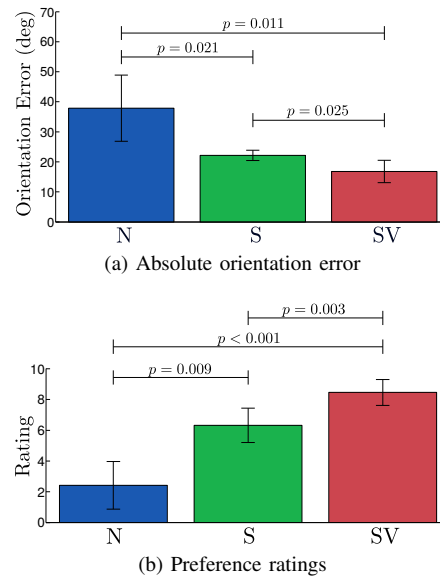 70
p = 0.011
60
p = 0.021
50
40
p = 0.025
30
20
10
0
Orientation Error (deg)
N S SV
(a) Absolute orientation error
p = 0.003
p < 0.001
10
p = 0.009
8
6
4
2
0
Rating
N S SV
(b) Preference ratings